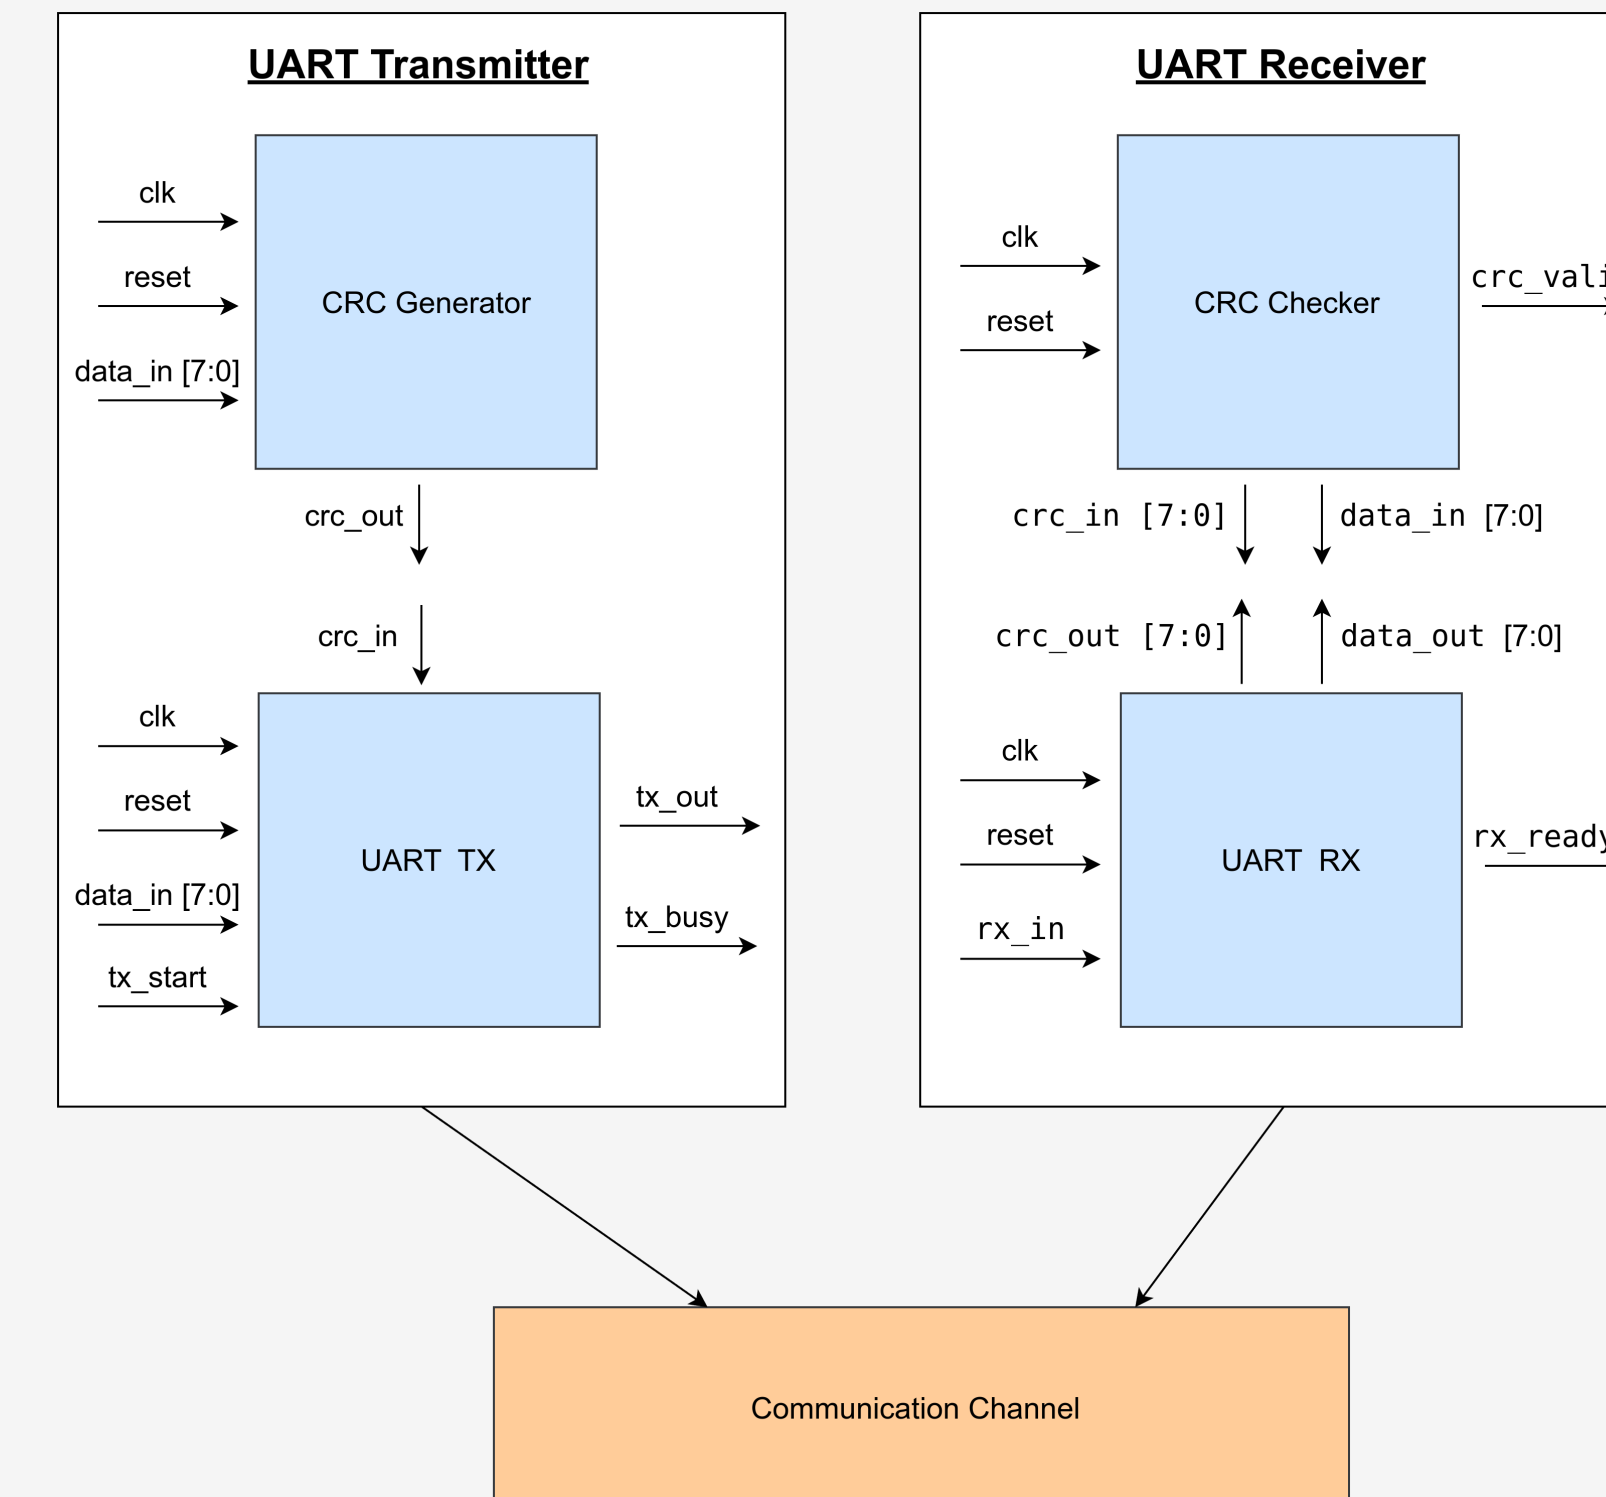 UART Transmitter
clk
reset
data_in [7:0]
CRC Generator
crc_out
crc_in
clk
reset
data_in [7:0]
tx_start
UART  TX
tx_out
tx_busy
UART Receiver
clk
reset
CRC Checker
crc_vali
crc_in [7:0]
data_in [7:0]
crc_out [7:0]
data_out [7:0]
clk
reset
rx_in
UART  RX
rx_ready
Communication Channel